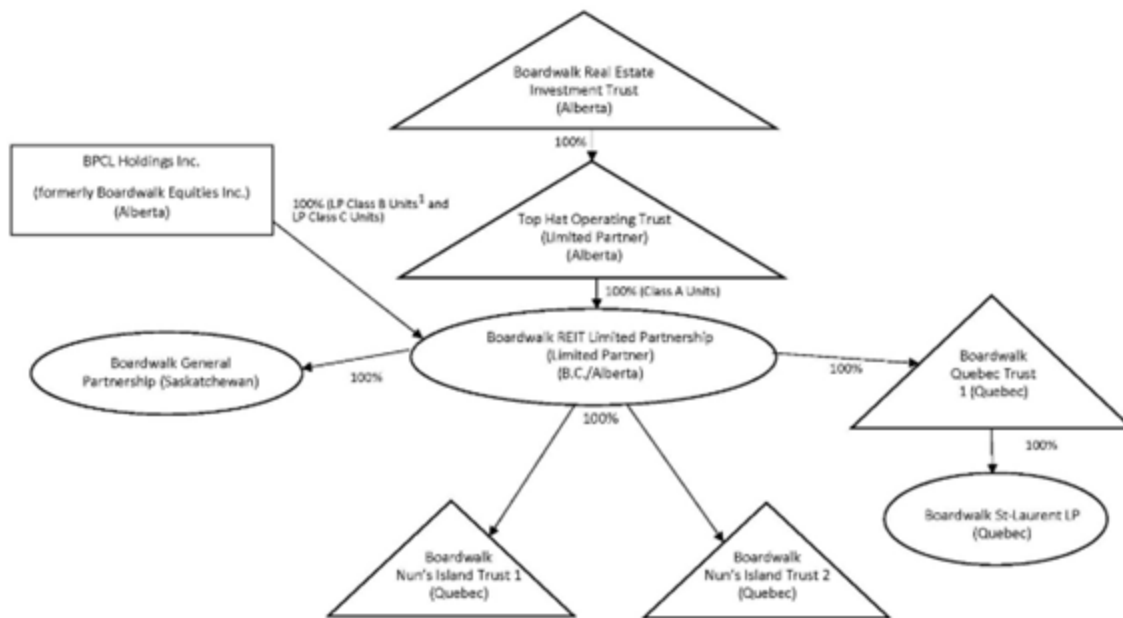 Boardwalk Real Estate
Investment Trust
(Alberta)
100%
BPCL Holdings Inc.
(formerly Boardwalk Equities Inc.)
(Alberta)
100% (LP Class B Units¹ and
LP Class C Units)
Top Hat Operating Trust
(Limited Partner)
(Alberta)
100% (Class A Units)
Boardwalk REIT Limited Partnership
(Limited Partner)
(B.C./Alberta)
Boardwalk General
Partnership (Saskatchewan)
100%
100%
100%
Boardwalk
Quebec Trust
1 (Quebec)
100%
Boardwalk St-Laurent LP
(Quebec)
Boardwalk
Nun's Island Trust 1
(Quebec)
Boardwalk
Nun's Island Trust 2
(Quebec)